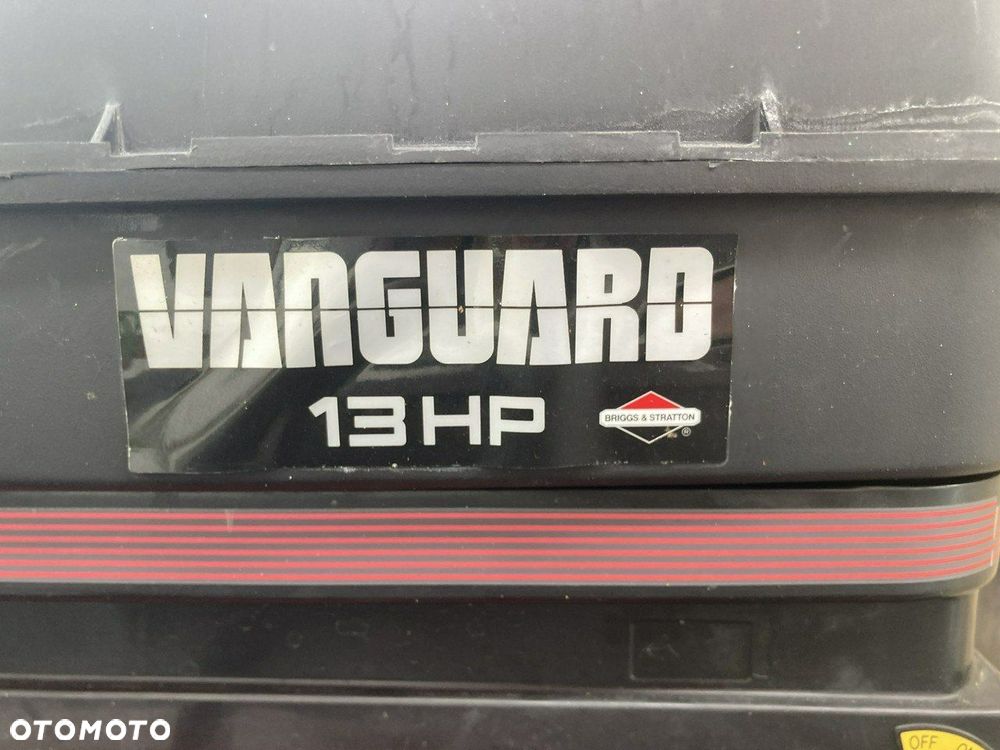 VANGUARD
13 HP
BRIGGS & STRATTON
®
OFF
OTOMOTO